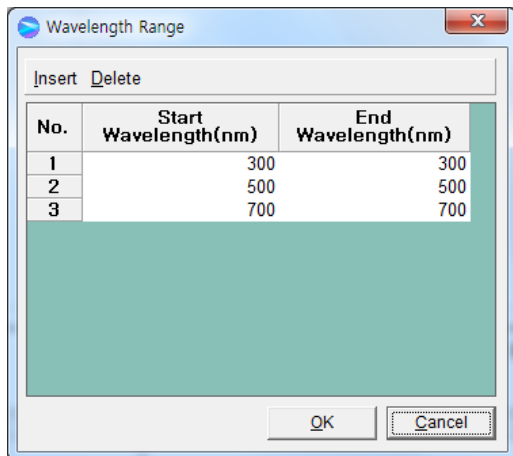 Wavelength Range
Insert Delete
No. Start Wavelength(nm) End Wavelength(nm)
1 300 300
2 500 500
3 700 700
OK Cancel